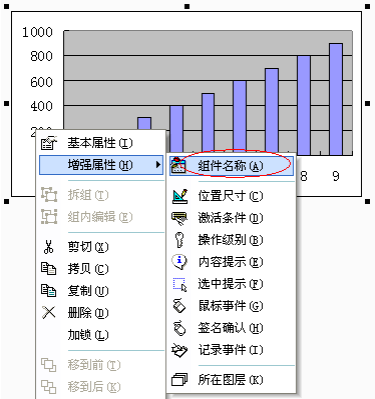 1000
800
600
400
200
8 9
基本属性(I)
增强属性(H)
拆组(I)
组内编辑(E)
剪切(X)
拷贝(C)
复制(U)
删除(D)
加锁(L)
移到前(T)
移到后(K)
组件名称(A)
位置尺寸(C)
激活条件(D)
操作级别(B)
内容提示(E)
选中提示(F)
鼠标事件(G)
签名确认(H)
记录事件(I)
所在图层(K)